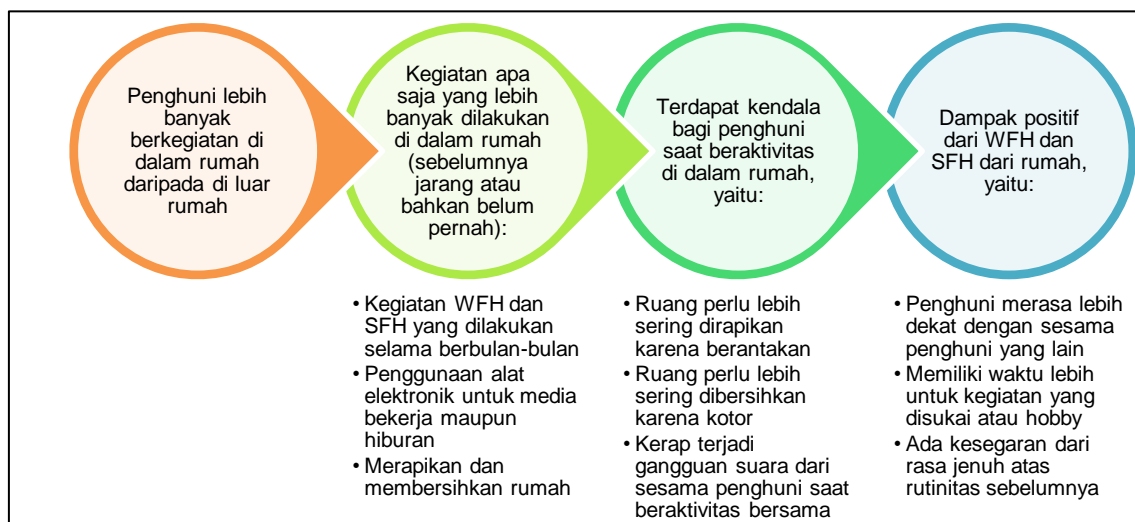 Penghuni lebih
banyak
berkegiatan di
dalam rumah
daripada di luar
rumah
Kegiatan apa
saja yang lebih
banyak dilakukan
di dalam rumah
(sebelumnya
jarang atau
bahkan belum
pernah):
• Kegiatan WFH dan
SFH yang dilakukan
selama berbulan-bulan
• Penggunaan alat
elektronik untuk media
bekerja maupun
hiburan
• Merapikan dan
membersihkan rumah
Terdapat kendala
bagi penghuni
saat beraktivitas
di dalam rumah,
yaitu:
• Ruang perlu lebih
sering dirapikan
karena berantakan
• Ruang perlu lebih
sering dibersihkan
karena kotor
• Kerap terjadi
gangguan suara dari
sesama penghuni saat
beraktivitas bersama
Dampak positif
dari WFH dan
SFH dari rumah,
yaitu:
• Penghuni merasa lebih
dekat dengan sesama
penghuni yang lain
• Memiliki waktu lebih
untuk kegiatan yang
disukai atau hobby
• Ada kesegaran dari
rasa jenuh atas
rutinitas sebelumnya